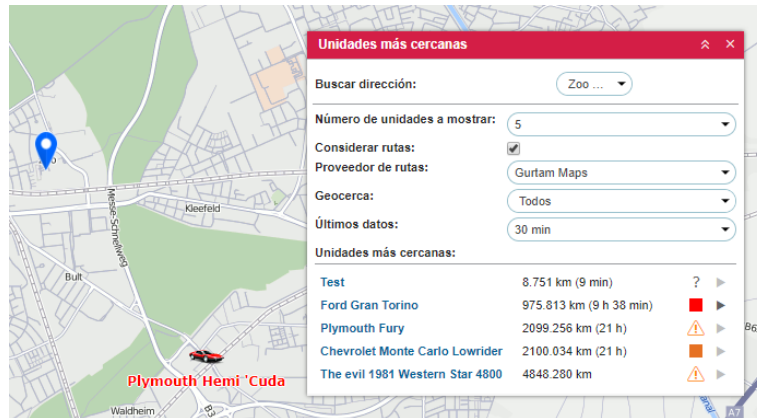 Unidades más cercanas
Buscar dirección: Zoo ...
Número de unidades a mostrar: 5
Considerar rutas:
Proveedor de rutas: Gurtam Maps
Geocerca: Todos
Últimos datos: 30 min
Unidades más cercanas:
Test 8.751 km (9 min) ?
Ford Gran Torino 975.813 km (9 h 38 min)
Plymouth Fury 2099.256 km (21 h)
Chevrolet Monte Carlo Lowrider 2100.034 km (21 h)
The evil 1981 Western Star 4800 4848.280 km
Messe-Schnellweg
Kleefeld
Bult
Plymouth Hemi 'Cuda
Waldheim
B3
A7